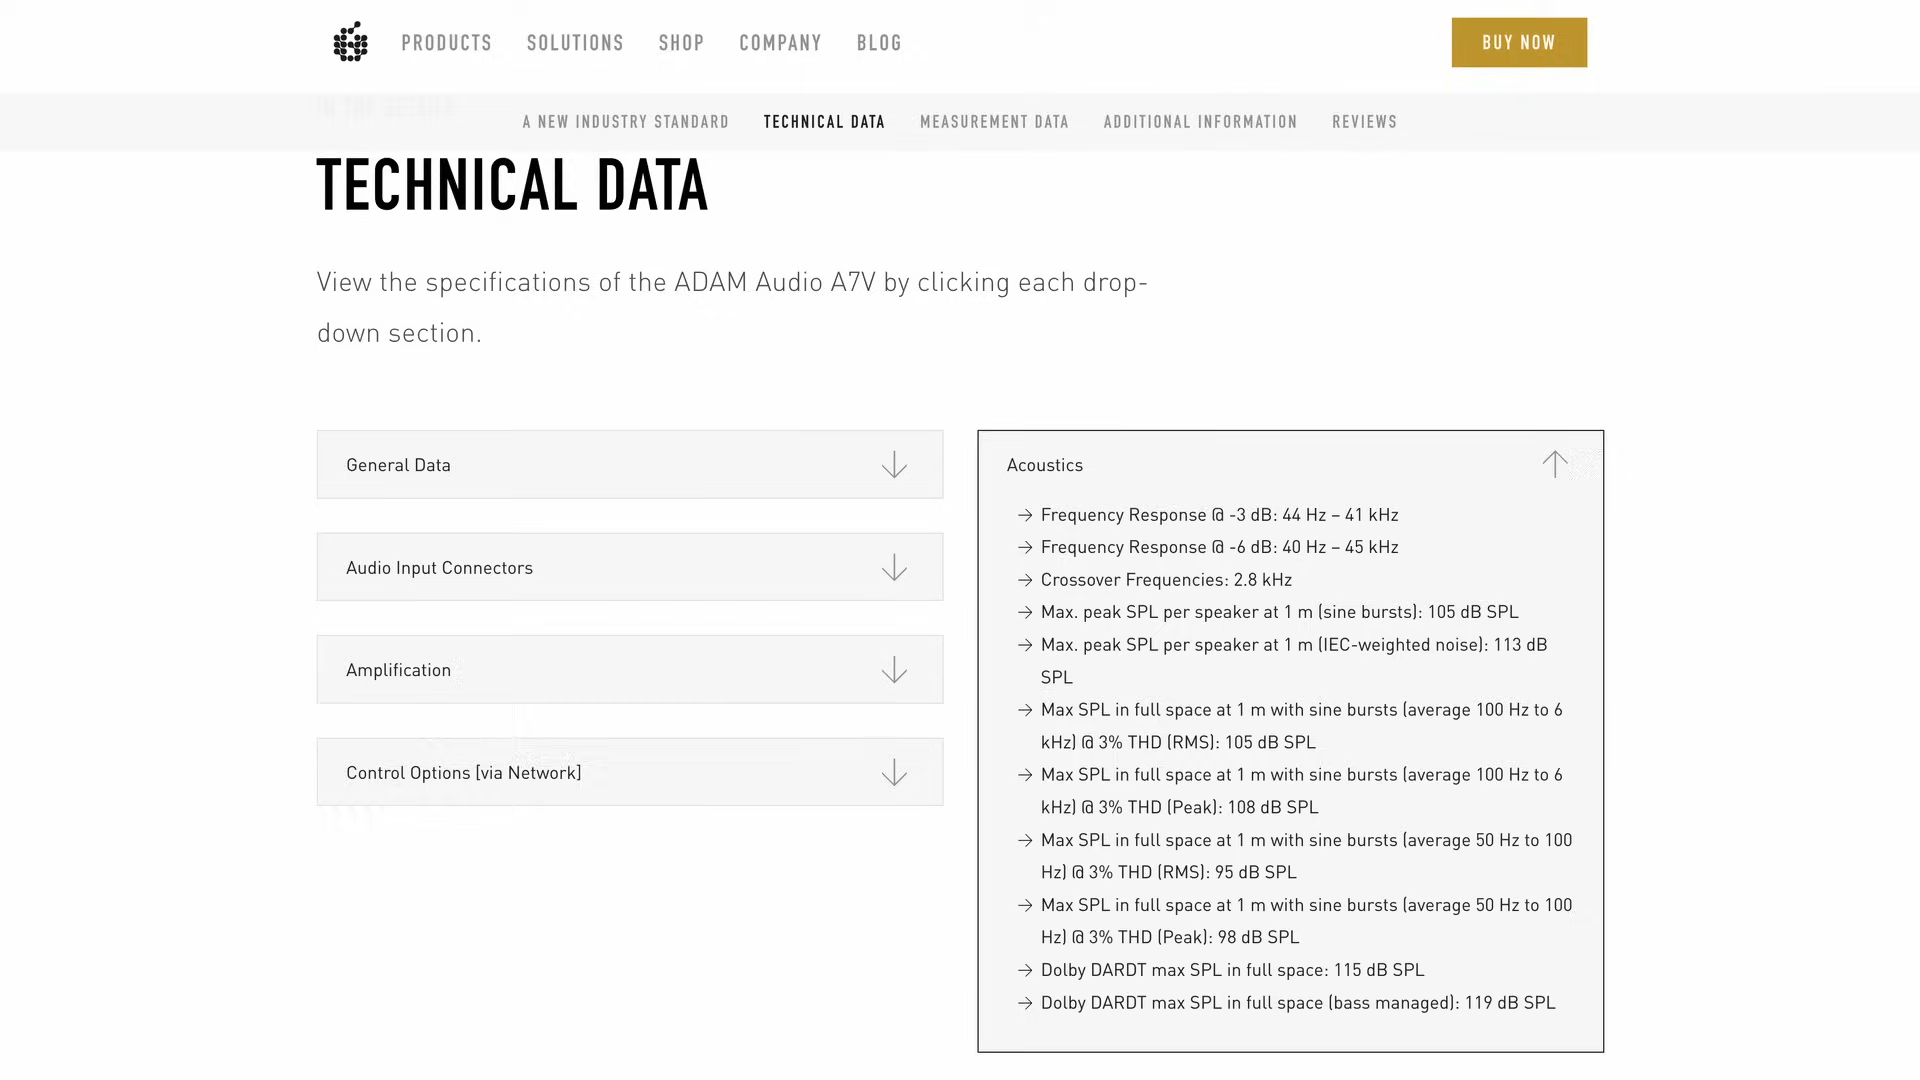 PRODUCTS SOLUTIONS SHOP COMPANY BLOG
BUY NOW
A NEW INDUSTRY STANDARD TECHNICAL DATA MEASUREMENT DATA ADDITIONAL INFORMATION REVIEWS
TECHNICAL DATA
View the specifications of the ADAM Audio A7V by clicking each drop-
down section.
General Data
Audio Input Connectors
Amplification
Control Options [via Network]
Acoustics
→ Frequency Response @ -3 dB: 44 Hz – 41 kHz
→ Frequency Response @ -6 dB: 40 Hz – 45 kHz
→ Crossover Frequencies: 2.8 kHz
→ Max. peak SPL per speaker at 1 m (sine bursts): 105 dB SPL
→ Max. peak SPL per speaker at 1 m (IEC-weighted noise): 113 dB
SPL
→ Max SPL in full space at 1 m with sine bursts (average 100 Hz to 6
kHz) @ 3% THD (RMS): 105 dB SPL
→ Max SPL in full space at 1 m with sine bursts (average 100 Hz to 6
kHz) @ 3% THD (Peak): 108 dB SPL
→ Max SPL in full space at 1 m with sine bursts (average 50 Hz to 100
Hz) @ 3% THD (RMS): 95 dB SPL
→ Max SPL in full space at 1 m with sine bursts (average 50 Hz to 100
Hz) @ 3% THD (Peak): 98 dB SPL
→ Dolby DARDT max SPL in full space: 115 dB SPL
→ Dolby DARDT max SPL in full space (bass managed): 119 dB SPL